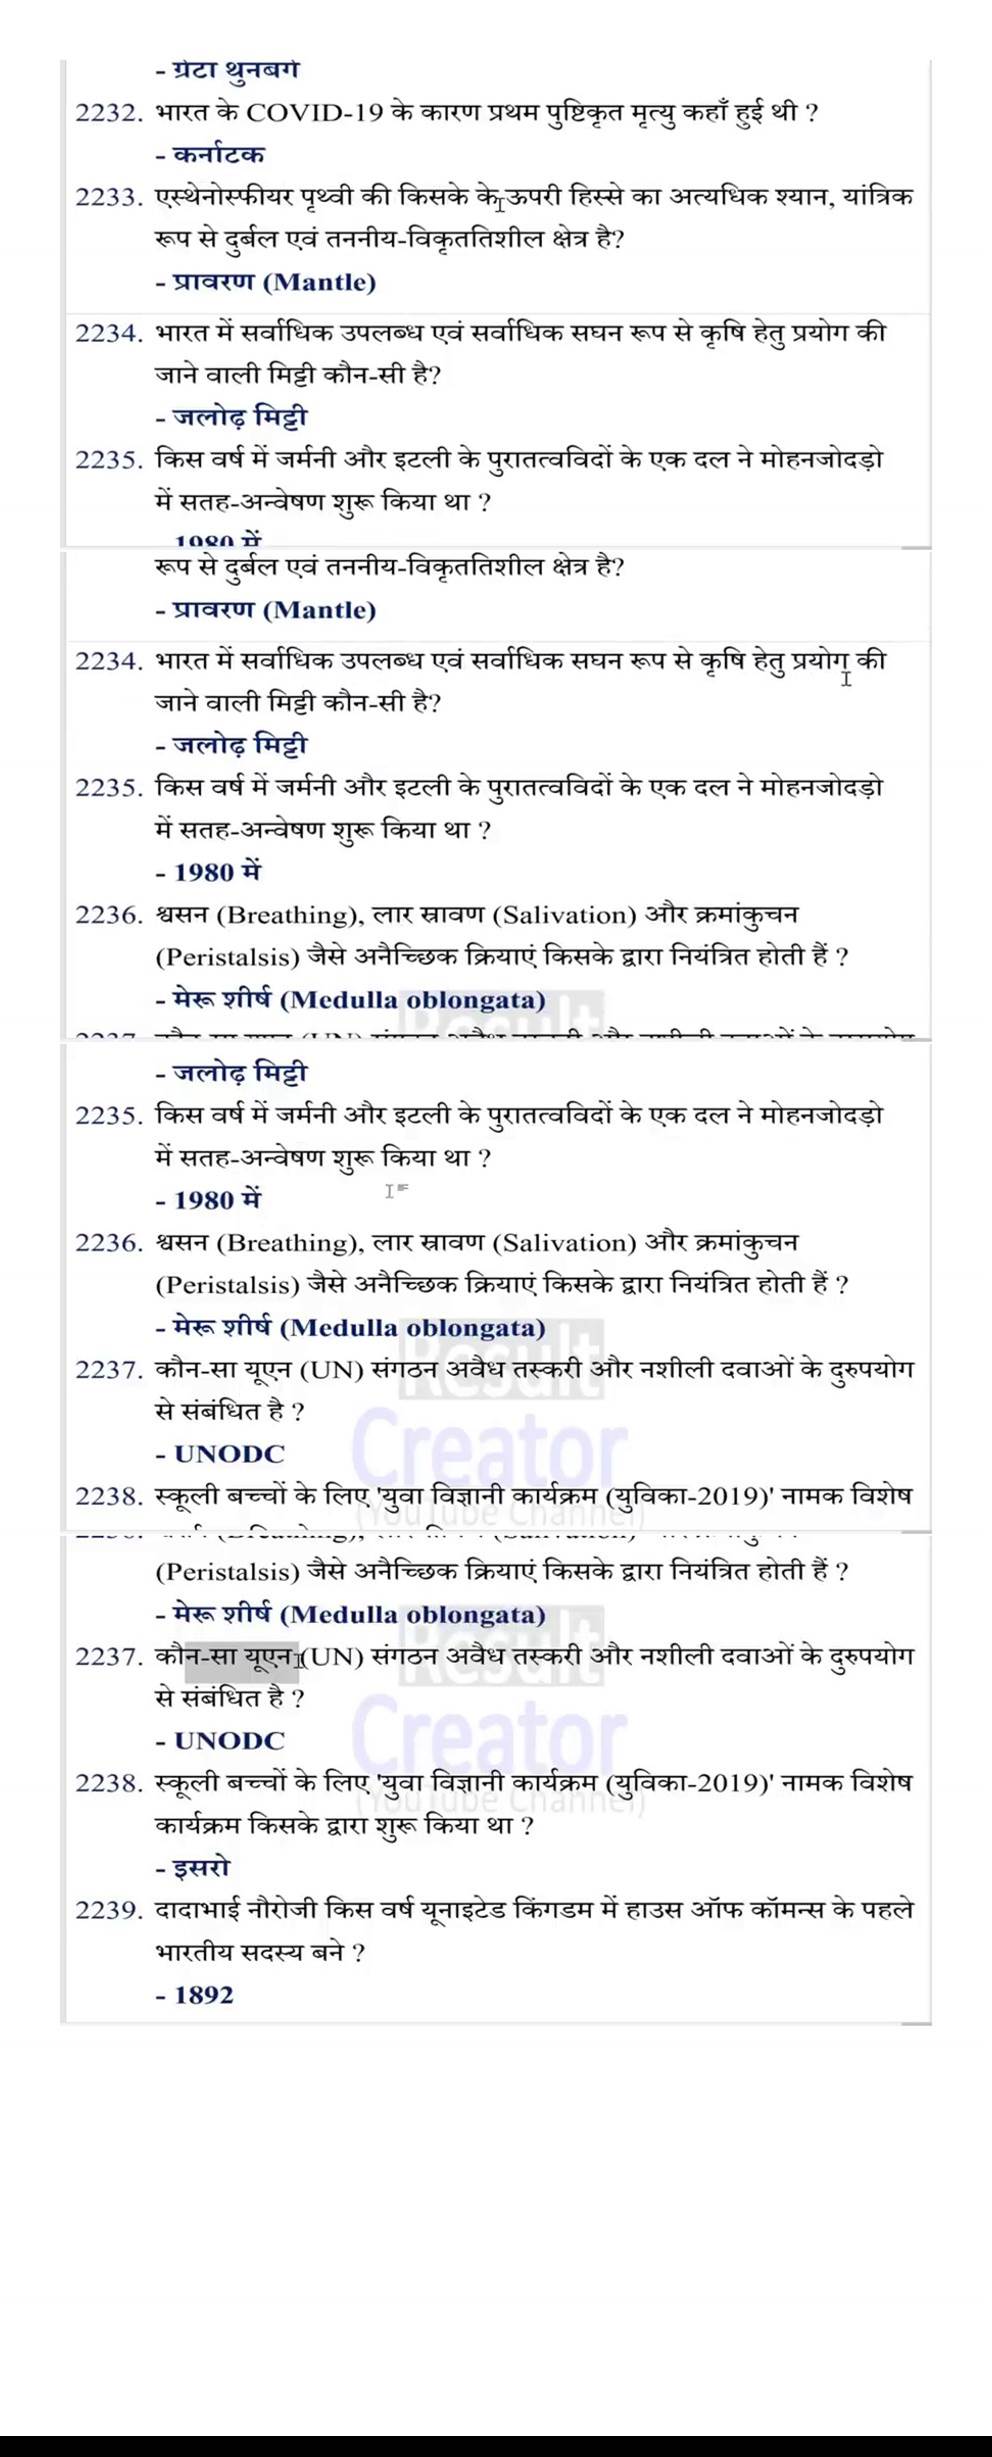 - ग्रेटा थुनबर्ग
2232. भारत के COVID-19 के कारण प्रथम पुष्टिकृत मृत्यु कहाँ हुई थी ?
- कर्नाटक
2233. एस्थेनोस्फीयर पृथ्वी की किसके के ऊपरी हिस्से का अत्यधिक श्यान, यांत्रिक
रूप से दुर्बल एवं तननीय-विकृततिशील क्षेत्र है?
- प्रावरण (Mantle)
2234. भारत में सर्वाधिक उपलब्ध एवं सर्वाधिक सघन रूप से कृषि हेतु प्रयोग की
जाने वाली मिट्टी कौन-सी है?
- जलोढ़ मिट्टी
2235. किस वर्ष में जर्मनी और इटली के पुरातत्वविदों के एक दल ने मोहनजोदड़ो
में सतह-अन्वेषण शुरू किया था ?
1980 में
रूप से दुर्बल एवं तननीय-विकृततिशील क्षेत्र है?
- प्रावरण (Mantle)
2234. भारत में सर्वाधिक उपलब्ध एवं सर्वाधिक सघन रूप से कृषि हेतु प्रयोग की
जाने वाली मिट्टी कौन-सी है?
- जलोढ़ मिट्टी
2235. किस वर्ष में जर्मनी और इटली के पुरातत्वविदों के एक दल ने मोहनजोदड़ो
में सतह-अन्वेषण शुरू किया था ?
- 1980 में
2236. श्वसन (Breathing), लार स्रावण (Salivation) और क्रमांकुचन
(Peristalsis) जैसे अनैच्छिक क्रियाएं किसके द्वारा नियंत्रित होती हैं ?
- मेरू शीर्ष (Medulla oblongata)
- जलोढ़ मिट्टी
2235. किस वर्ष में जर्मनी और इटली के पुरातत्वविदों के एक दल ने मोहनजोदड़ो
में सतह-अन्वेषण शुरू किया था ?
- 1980 में
2236. श्वसन (Breathing), लार स्रावण (Salivation) और क्रमांकुचन
(Peristalsis) जैसे अनैच्छिक क्रियाएं किसके द्वारा नियंत्रित होती हैं ?
- मेरू शीर्ष (Medulla oblongata)
Result
2237. कौन-सा यूएन (UN) संगठन अवैध तस्करी और नशीली दवाओं के दुरुपयोग
से संबंधित है ?
Creator
- UNODC
2238. स्कूली बच्चों के लिए 'युवा विज्ञानी कार्यक्रम (युविका-2019)' नामक विशेष
(YouTube Channel)
(Peristalsis) जैसे अनैच्छिक क्रियाएं किसके द्वारा नियंत्रित होती हैं ?
- मेरू शीर्ष (Medulla oblongata)
Result
2237. कौन-सा यूएन (UN) संगठन अवैध तस्करी और नशीली दवाओं के दुरुपयोग
से संबंधित है ?
Creator
- UNODC
2238. स्कूली बच्चों के लिए 'युवा विज्ञानी कार्यक्रम (युविका-2019)' नामक विशेष
(YouTube Channel)
कार्यक्रम किसके द्वारा शुरू किया था ?
- इसरो
2239. दादाभाई नौरोजी किस वर्ष यूनाइटेड किंगडम में हाउस ऑफ कॉमन्स के पहले
भारतीय सदस्य बने ?
- 1892